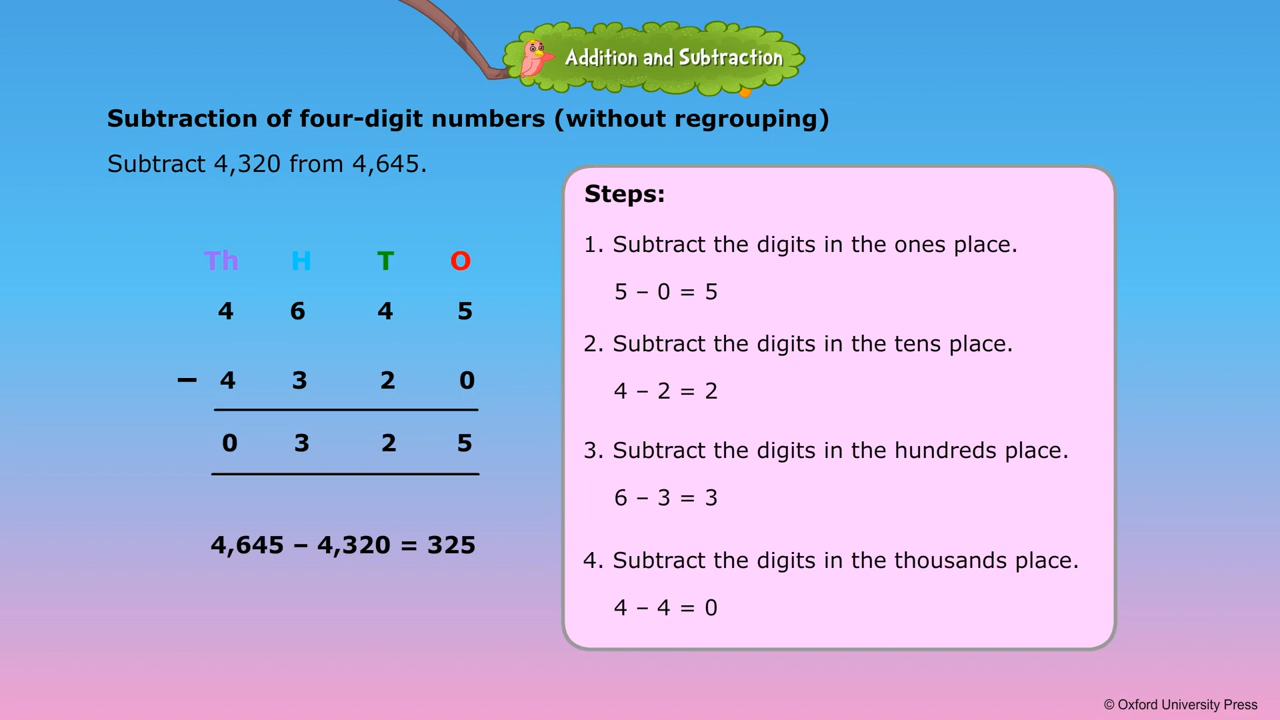 Addition and Subtraction
Subtraction of four-digit numbers (without regrouping)
Subtract 4,320 from 4,645.
Th H T O
4 6 4 5
– 4 3 2 0
0 3 2 5
4,645 – 4,320 = 325
Steps:
1. Subtract the digits in the ones place.
5 – 0 = 5
2. Subtract the digits in the tens place.
4 – 2 = 2
3. Subtract the digits in the hundreds place.
6 – 3 = 3
4. Subtract the digits in the thousands place.
4 – 4 = 0
© Oxford University Press